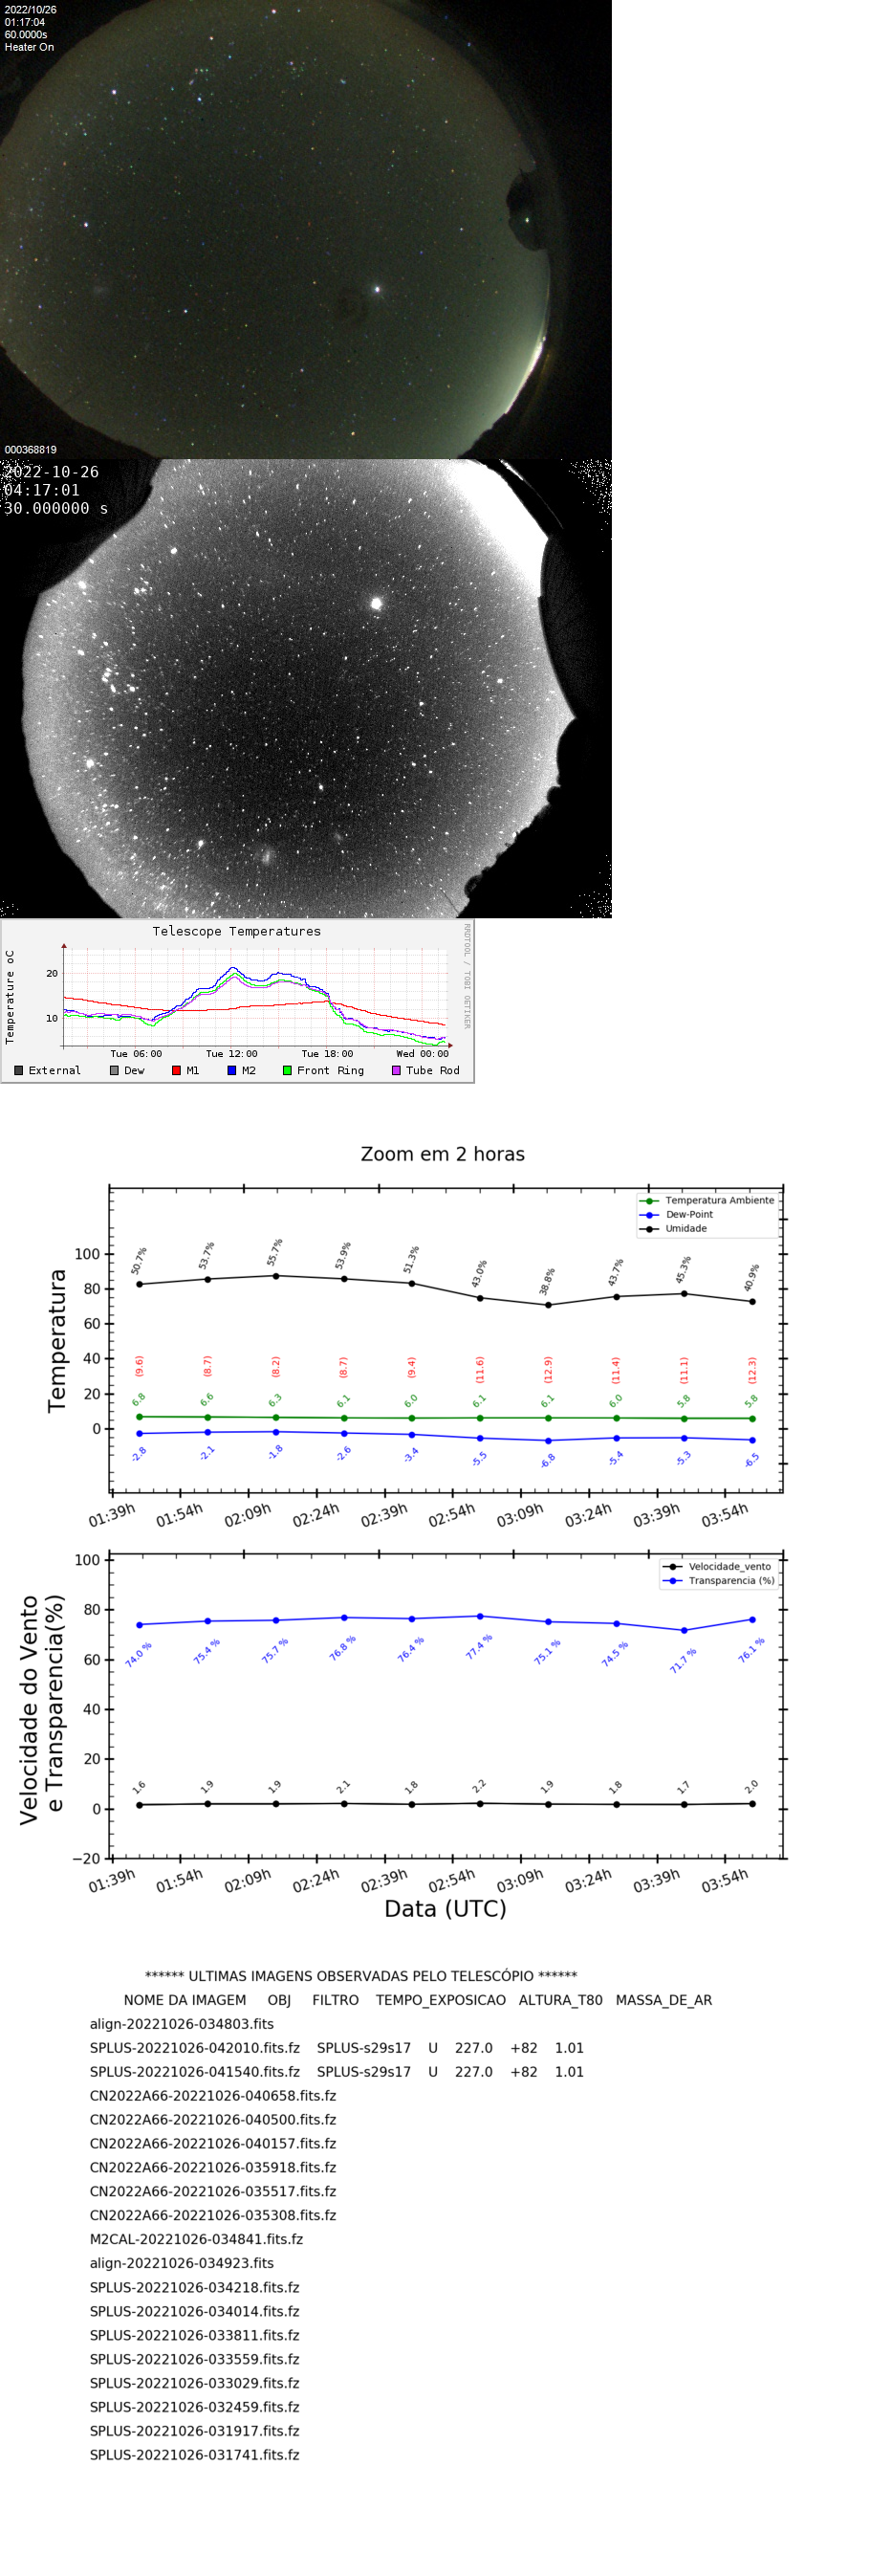 2022/10/26
01:17:04
60.0000s
Heater On
000368819
2022-10-26
04:17:01
30.000000 s
Telescope Temperatures
Temperature oC
RRDTOOL / TOBI OETIKER
20
10
Tue 06:00 Tue 12:00 Tue 18:00 Wed 00:00
External Dew M1 M2 Front Ring Tube Rod
Zoom em 2 horas
Temperatura
Temperatura Ambiente
Dew-Point
Umidade
100
80
60
40
20
0
50.7% 53.7% 55.7% 53.9% 51.3% 43.0% 38.8% 43.7% 45.3% 40.9%
(9.6) (8.7) (8.2) (8.7) (9.4) (11.6) (12.9) (11.4) (11.1) (12.3)
6.8 6.6 6.3 6.1 6.0 6.1 6.1 6.0 5.8 5.8
-2.8 -2.1 -1.8 -2.6 -3.4 -5.5 -6.8 -5.4 -5.3 -6.5
01:39h 01:54h 02:09h 02:24h 02:39h 02:54h 03:09h 03:24h 03:39h 03:54h
Velocidade do Vento
e Transparencia(%)
Velocidade_vento
Transparencia (%)
100
80
60
40
20
0
−20
74.0 % 75.4 % 75.7 % 76.8 % 76.4 % 77.4 % 75.1 % 74.5 % 71.7 % 76.1 %
1.6 1.9 1.9 2.1 1.8 2.2 1.9 1.8 1.7 2.0
01:39h 01:54h 02:09h 02:24h 02:39h 02:54h 03:09h 03:24h 03:39h 03:54h
Data (UTC)
****** ULTIMAS IMAGENS OBSERVADAS PELO TELESCÓPIO ******
NOME DA IMAGEM OBJ FILTRO TEMPO_EXPOSICAO ALTURA_T80 MASSA_DE_AR
align-20221026-034803.fits
SPLUS-20221026-042010.fits.fz SPLUS-s29s17 U 227.0 +82 1.01
SPLUS-20221026-041540.fits.fz SPLUS-s29s17 U 227.0 +82 1.01
CN2022A66-20221026-040658.fits.fz
CN2022A66-20221026-040500.fits.fz
CN2022A66-20221026-040157.fits.fz
CN2022A66-20221026-035918.fits.fz
CN2022A66-20221026-035517.fits.fz
CN2022A66-20221026-035308.fits.fz
M2CAL-20221026-034841.fits.fz
align-20221026-034923.fits
SPLUS-20221026-034218.fits.fz
SPLUS-20221026-034014.fits.fz
SPLUS-20221026-033811.fits.fz
SPLUS-20221026-033559.fits.fz
SPLUS-20221026-033029.fits.fz
SPLUS-20221026-032459.fits.fz
SPLUS-20221026-031917.fits.fz
SPLUS-20221026-031741.fits.fz